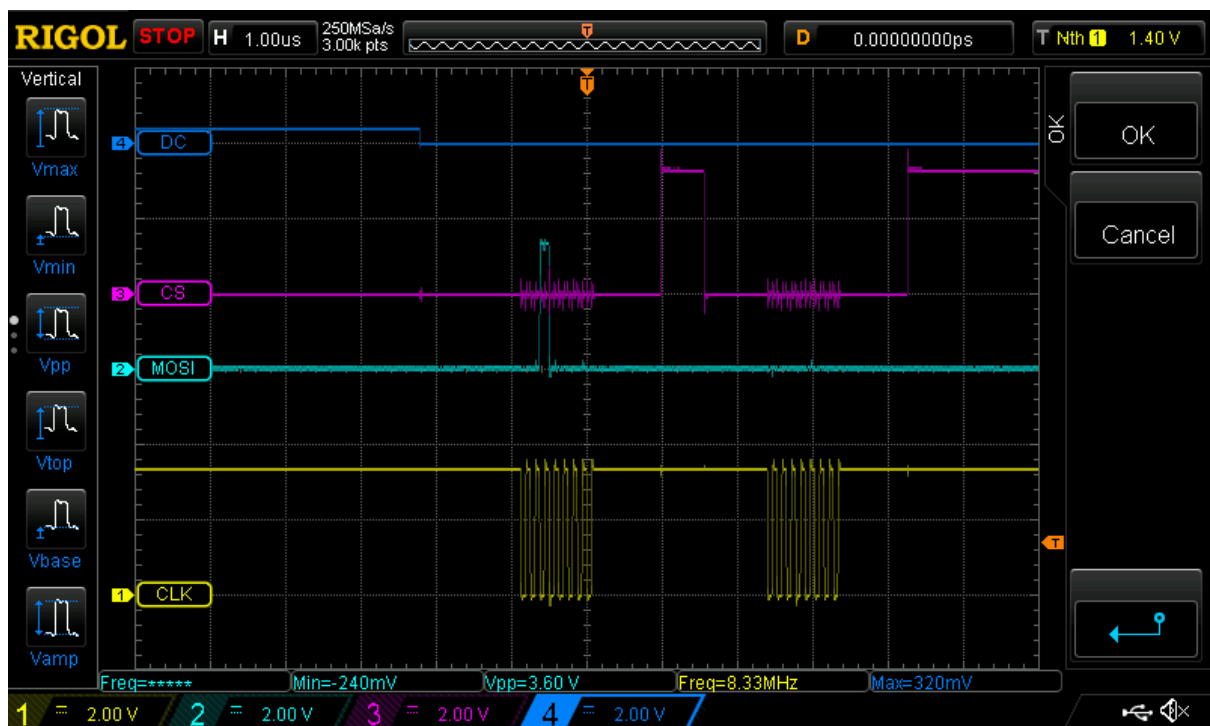 RIGOL STOP H 1.00us 250MSa/s 3.00k pts T D 0.00000000ps T Nth 1 1.40 V
Vertical
Vmax
Vmin
Vpp
Vtop
Vbase
Vamp
T
4 DC
3 CS
2 MOSI
1 CLK
T
OK
OK
Cancel
Freq=***** Min=-240mV Vpp=3.60 V Freq=8.33MHz Max=320mV
1 = 2.00 V 2 = 2.00 V 3 = 2.00 V 4 = 2.00 V